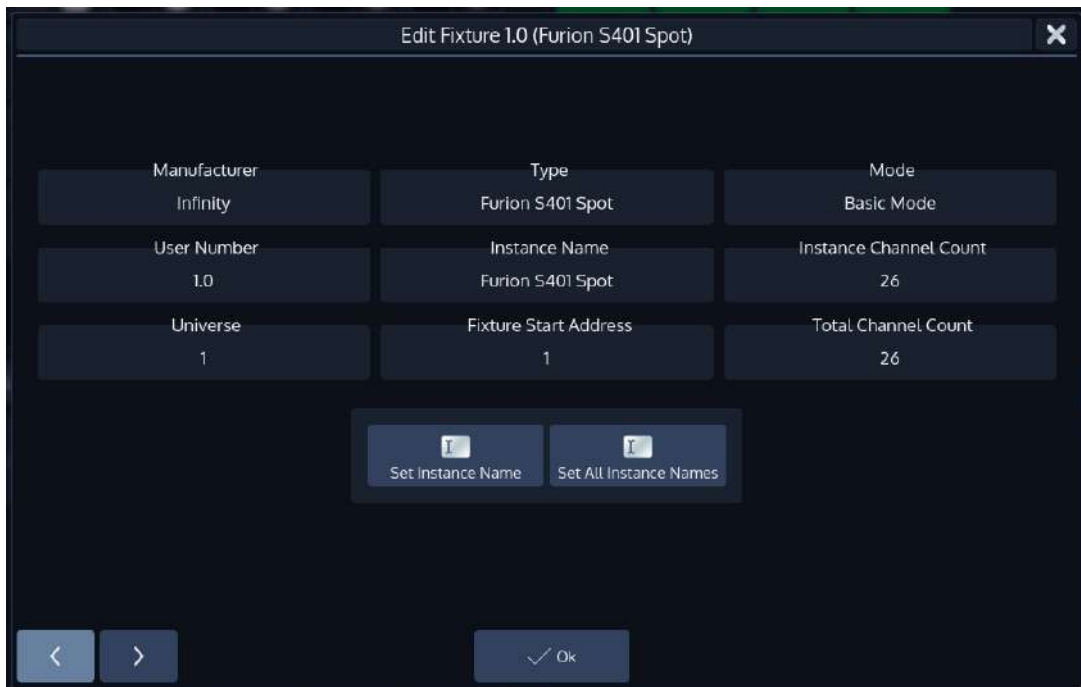 Edit Fixture 1.0 (Furion S401 Spot)
Manufacturer
Type
Mode
Infinity
Furion S401 Spot
Basic Mode
User Number
Instance Name
Instance Channel Count
1.0
Furion S401 Spot
26
Universe
Fixture Start Address
Total Channel Count
1
1
26
Set Instance Name
Set All Instance Names
Ok